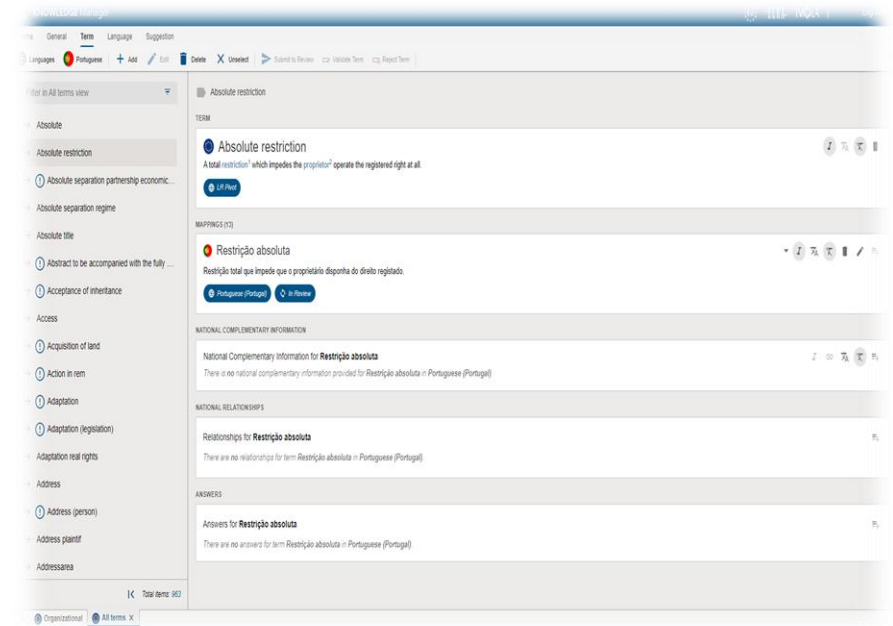 KNOWLEDGE Manager
General Term Language Suggestion
Languages Portuguese Add Edit Delete Unselect Submit to Review Validate Term Reject Term
Filter in All terms view
Absolute
Absolute restriction
Absolute separation partnership economic...
Absolute separation regime
Absolute title
Abstract to be accompanied with the fully ...
Acceptance of inheritance
Access
Acquisition of land
Action in rem
Adaptation
Adaptation (legislation)
Adaptation real rights
Address
Address (person)
Address plaintif
Addressarea
Total items: 963
Absolute restriction
TERM
Absolute restriction
A total restriction1 which impedes the proprietor2 operate the registered right at all.
LR Pivot
MAPPINGS (13)
Restrição absoluta
Restrição total que impede que o proprietário disponha do direito registado.
Portuguese (Portugal) In Review
NATIONAL COMPLEMENTARY INFORMATION
National Complementary Information for Restrição absoluta
There is no national complementary information provided for Restrição absoluta in Portuguese (Portugal)
NATIONAL RELATIONSHIPS
Relationships for Restrição absoluta
There are no relationships for term Restrição absoluta in Portuguese (Portugal)
ANSWERS
Answers for Restrição absoluta
There are no answers for term Restrição absoluta in Portuguese (Portugal)
Organizational All terms X